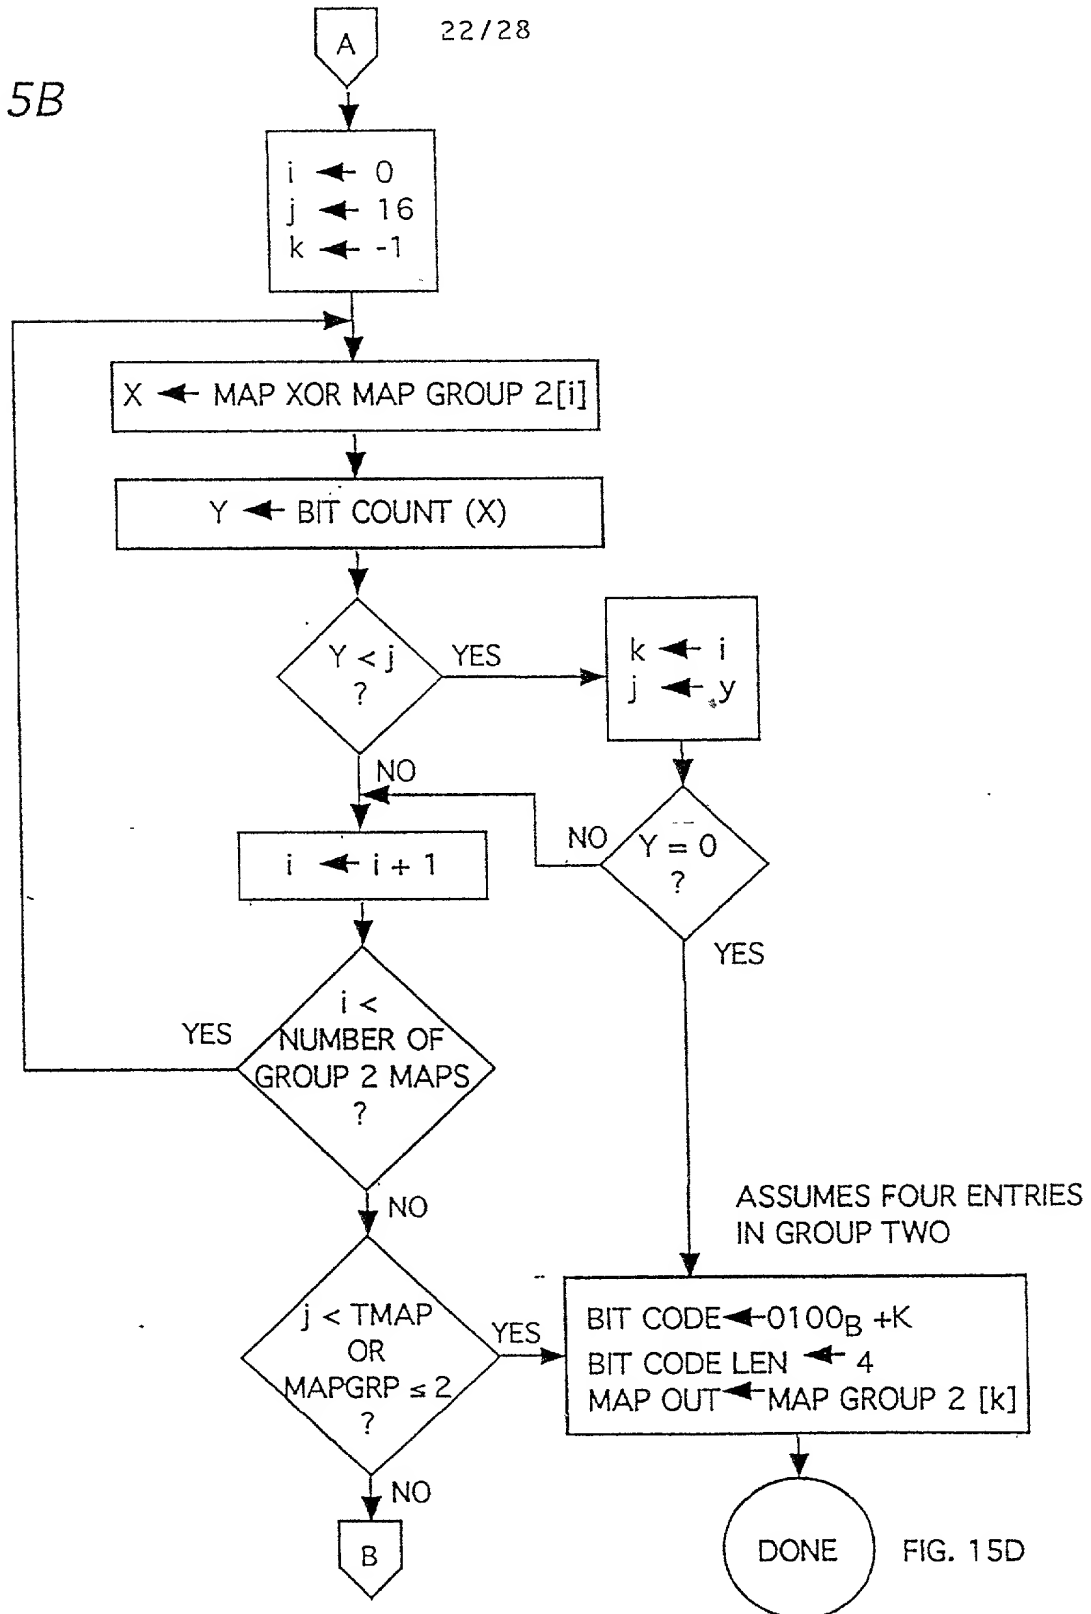 22/28
A
5B
i ← 0
j ← 16
k ← -1
X ← MAP XOR MAP GROUP 2[i]
Y ← BIT COUNT (X)
Y < j
?
YES
k ← i
j ← y
NO
i ← i + 1
NO
Y = 0
?
YES
i <
NUMBER OF
GROUP 2 MAPS
?
YES
NO
ASSUMES FOUR ENTRIES
IN GROUP TWO
j < TMAP
OR
MAPGRP ≤ 2
?
YES
BIT CODE ← 0100B +K
BIT CODE LEN ← 4
MAP OUT ← MAP GROUP 2 [k]
NO
B
DONE
FIG. 15D